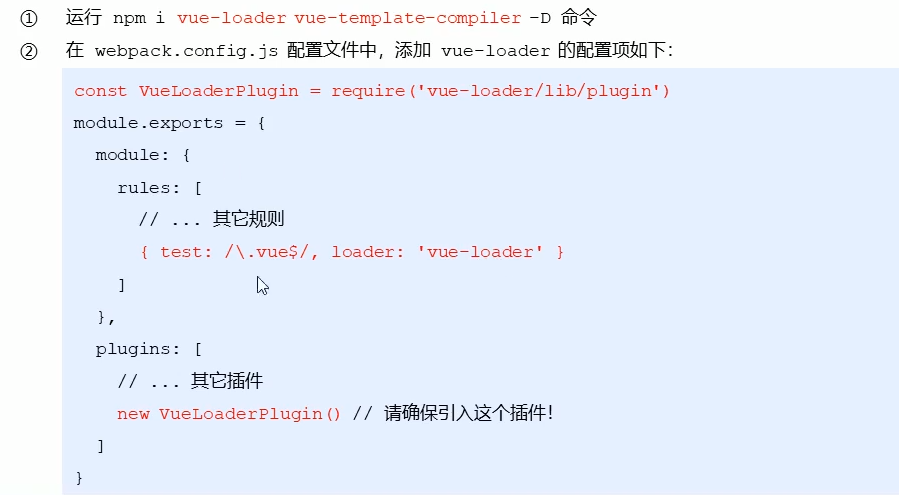 ① 运行 npm i vue-loader vue-template-compiler -D 命令
② 在 webpack.config.js 配置文件中，添加 vue-loader 的配置项如下：
const VueLoaderPlugin = require('vue-loader/lib/plugin')
module.exports = {
  module: {
    rules: [
      // ... 其它规则
      { test: /\.vue$/, loader: 'vue-loader' }
    ]
  },
  plugins: [
    // ... 其它插件
    new VueLoaderPlugin() // 请确保引入这个插件！
  ]
}